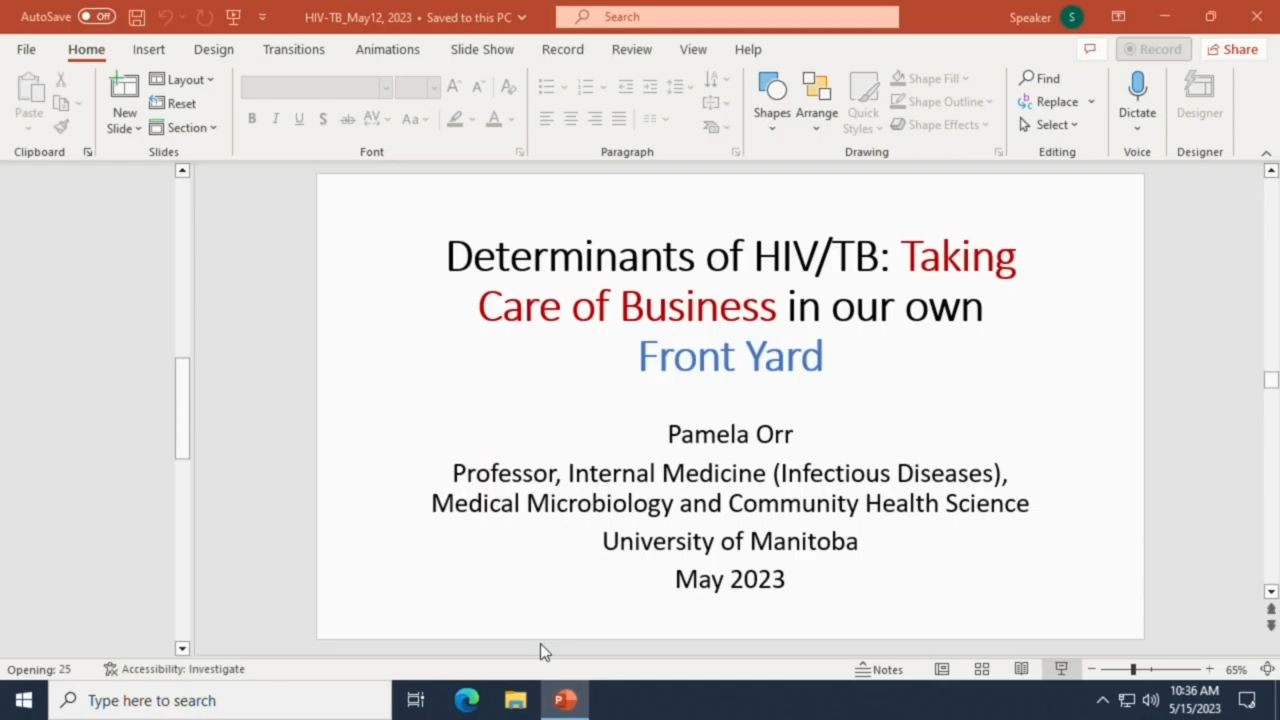 AutoSave Off
HIV-TB_May12, 2023 • Saved to this PC
Search
Speaker S
File Home Insert Design Transitions Animations Slide Show Record Review View Help
Record Share
Paste
New
Slide
Layout
Reset
Section
B I U S ab AV Aa A
Shapes Arrange Quick
Styles
Shape Fill
Shape Outline
Shape Effects
Find
Replace
Select
Dictate
Designer
Clipboard Slides Font Paragraph Drawing Editing Voice Designer
Determinants of HIV/TB: Taking
Care of Business in our own
Front Yard
Pamela Orr
Professor, Internal Medicine (Infectious Diseases),
Medical Microbiology and Community Health Science
University of Manitoba
May 2023
Opening: 25 Accessibility: Investigate Notes 65%
Type here to search
10:36 AM
5/15/2023